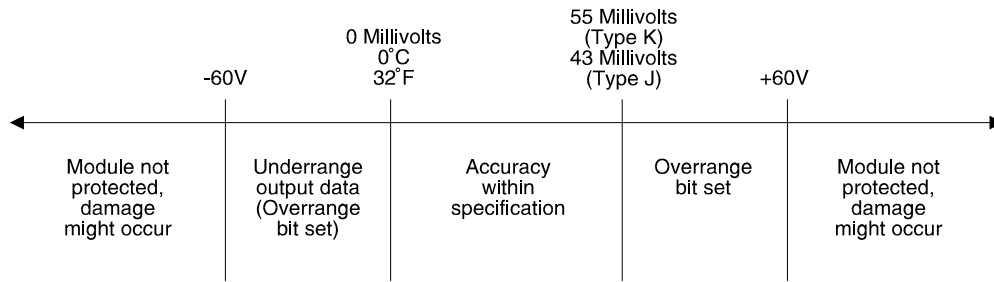 55 Millivolts
(Type K)
0 Millivolts
43 Millivolts
0°C
(Type J)
32°F
-60V
+60V
Module not
protected,
damage
might occur
Underrange
output data
(Overrange
bit set)
Accuracy
within
specification
Overrange
bit set
Module not
protected,
damage
might occur